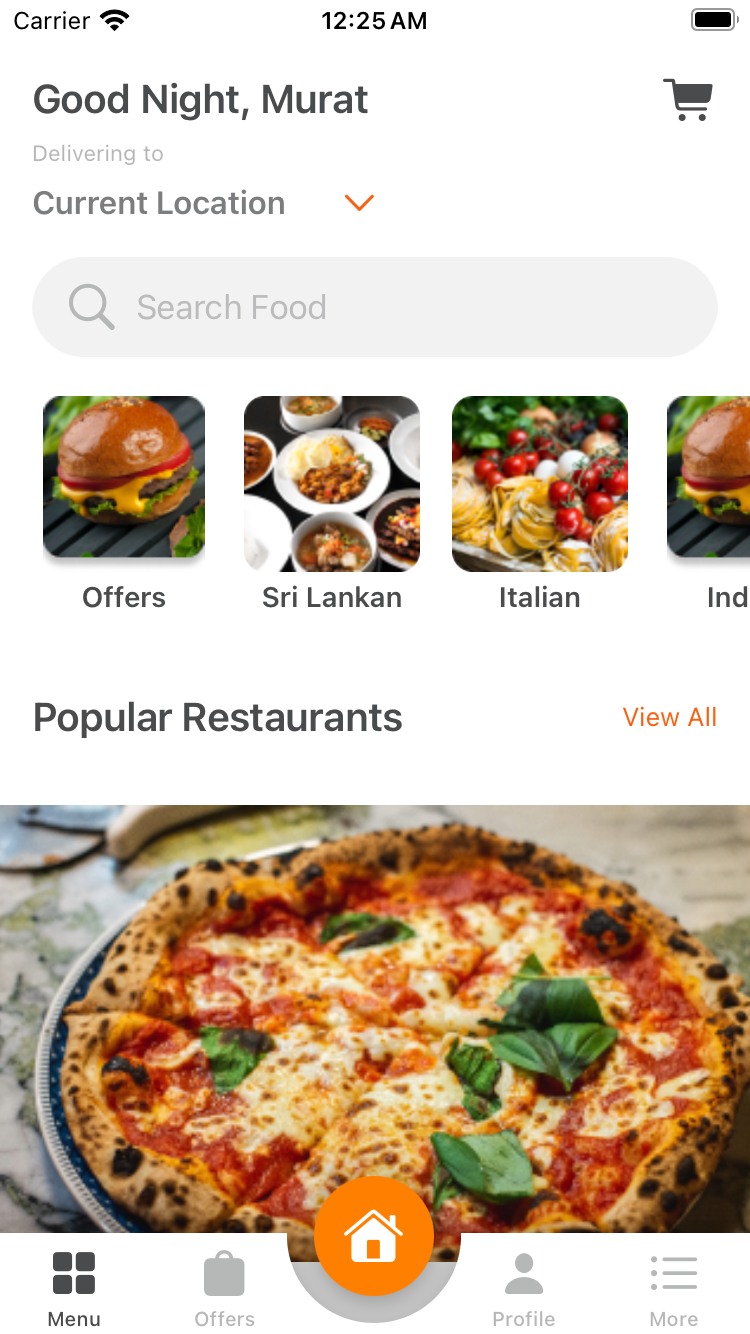 Carrier 12:25 AM
Good Night, Murat
Delivering to
Current Location
Search Food
Offers Sri Lankan Italian Ind
Popular Restaurants View All
Menu Offers Profile More